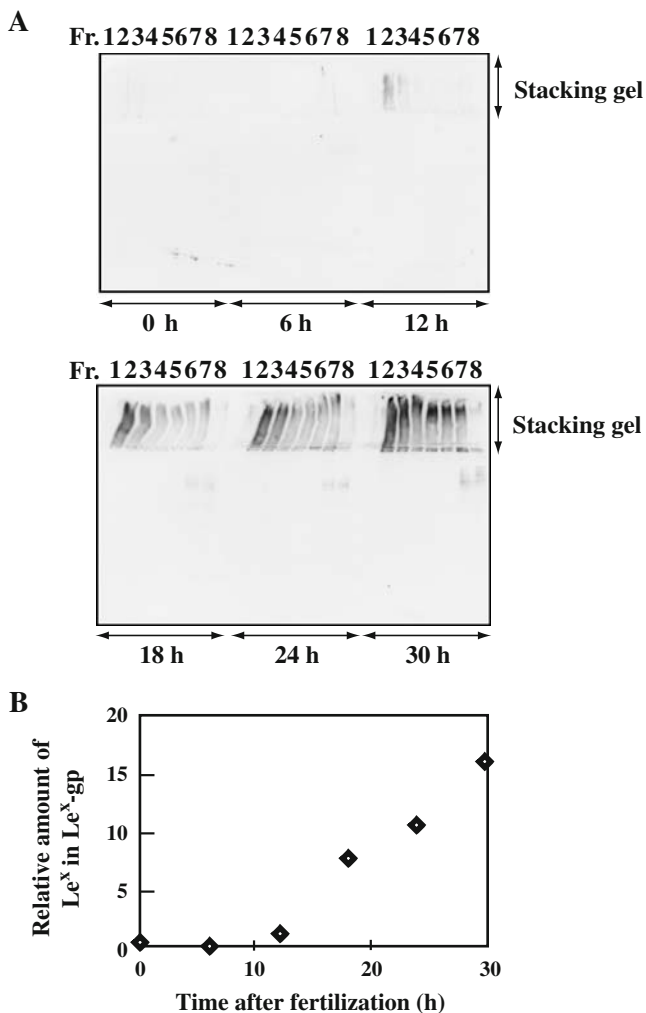 A
Fr. 12345678 12345678 12345678
Stacking gel
0 h 6 h 12 h
Fr. 12345678 12345678 12345678
Stacking gel
18 h 24 h 30 h
B
Relative amount of
Leˣ in Leˣ-gp
20
15
10
5
0
0 10 20 30
Time after fertilization (h)